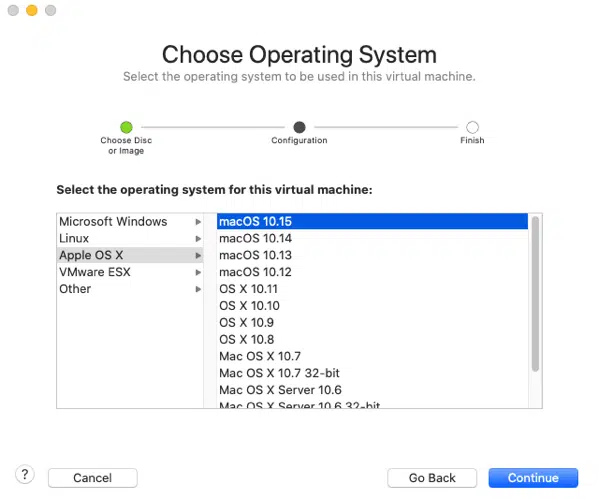 Choose Operating System
Select the operating system to be used in this virtual machine.
Choose Disc
or Image
Configuration
Finish
Select the operating system for this virtual machine:
Microsoft Windows
Linux
Apple OS X
VMware ESX
Other
macOS 10.15
macOS 10.14
macOS 10.13
macOS 10.12
OS X 10.11
OS X 10.10
OS X 10.9
OS X 10.8
Mac OS X 10.7
Mac OS X 10.7 32-bit
Mac OS X Server 10.6
Mac OS X Server 10.6 32-bit
?
Cancel
Go Back
Continue